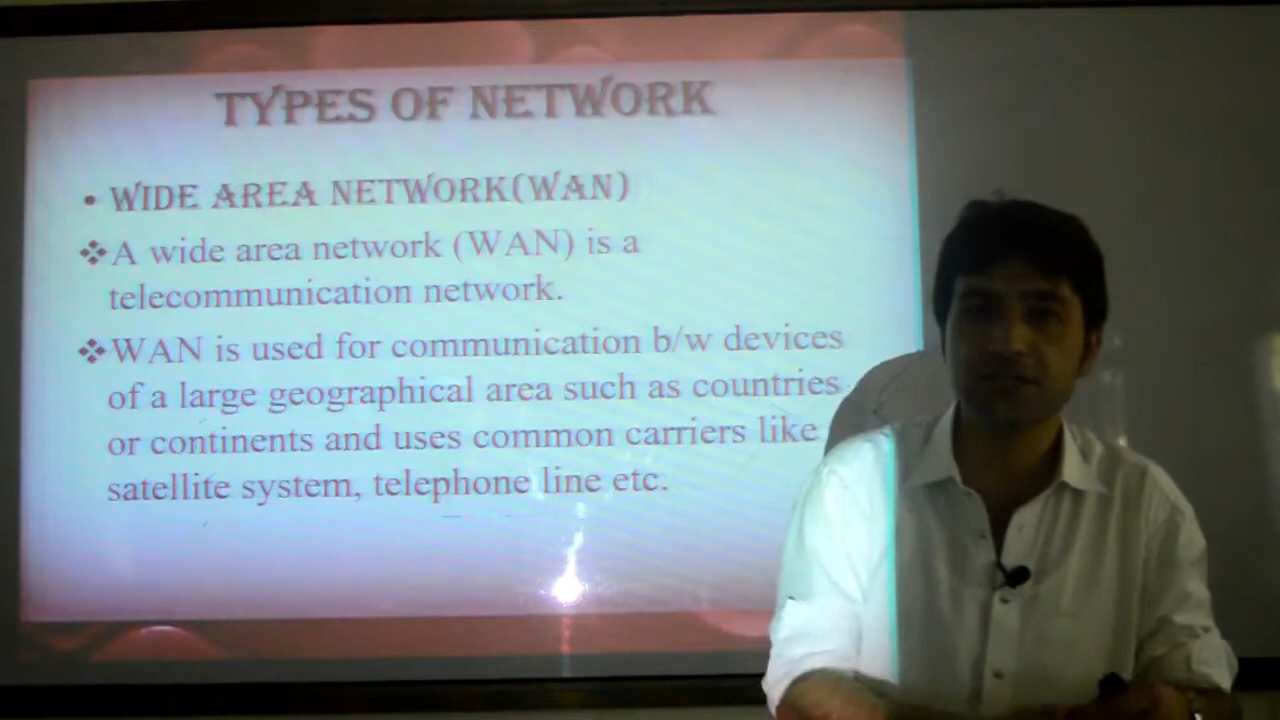 TYPES OF NETWORK
• WIDE AREA NETWORK(WAN)
❖A wide area network (WAN) is a
telecommunication network.
❖WAN is used for communication b/w devices
of a large geographical area such as countries
or continents and uses common carriers like
satellite system, telephone line etc.